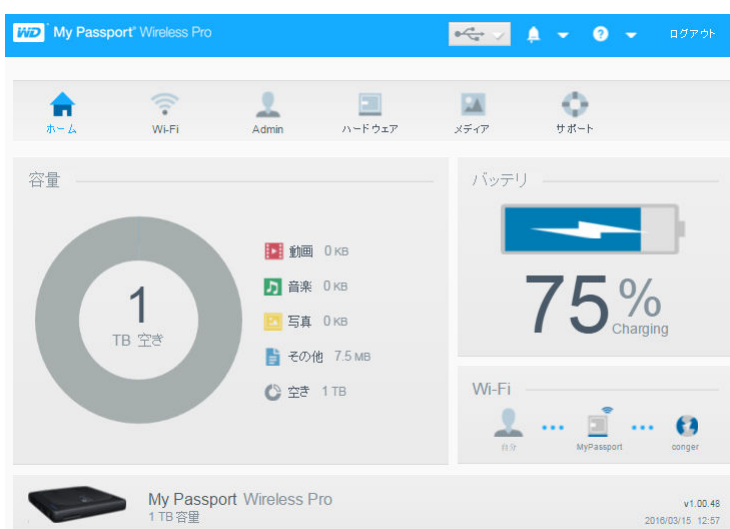 WD My Passport® Wireless Pro ログアウト
ホーム Wi-Fi Admin ハードウェア メディア サポート
容量
1
TB 空き
動画 0 KB
音楽 0 KB
写真 0 KB
その他 7.5 MB
空き 1 TB
バッテリ
75%
Charging
Wi-Fi
自分 MyPassport conger
My Passport Wireless Pro
1 TB 容量
v1.00.48
2016/03/15 12:57